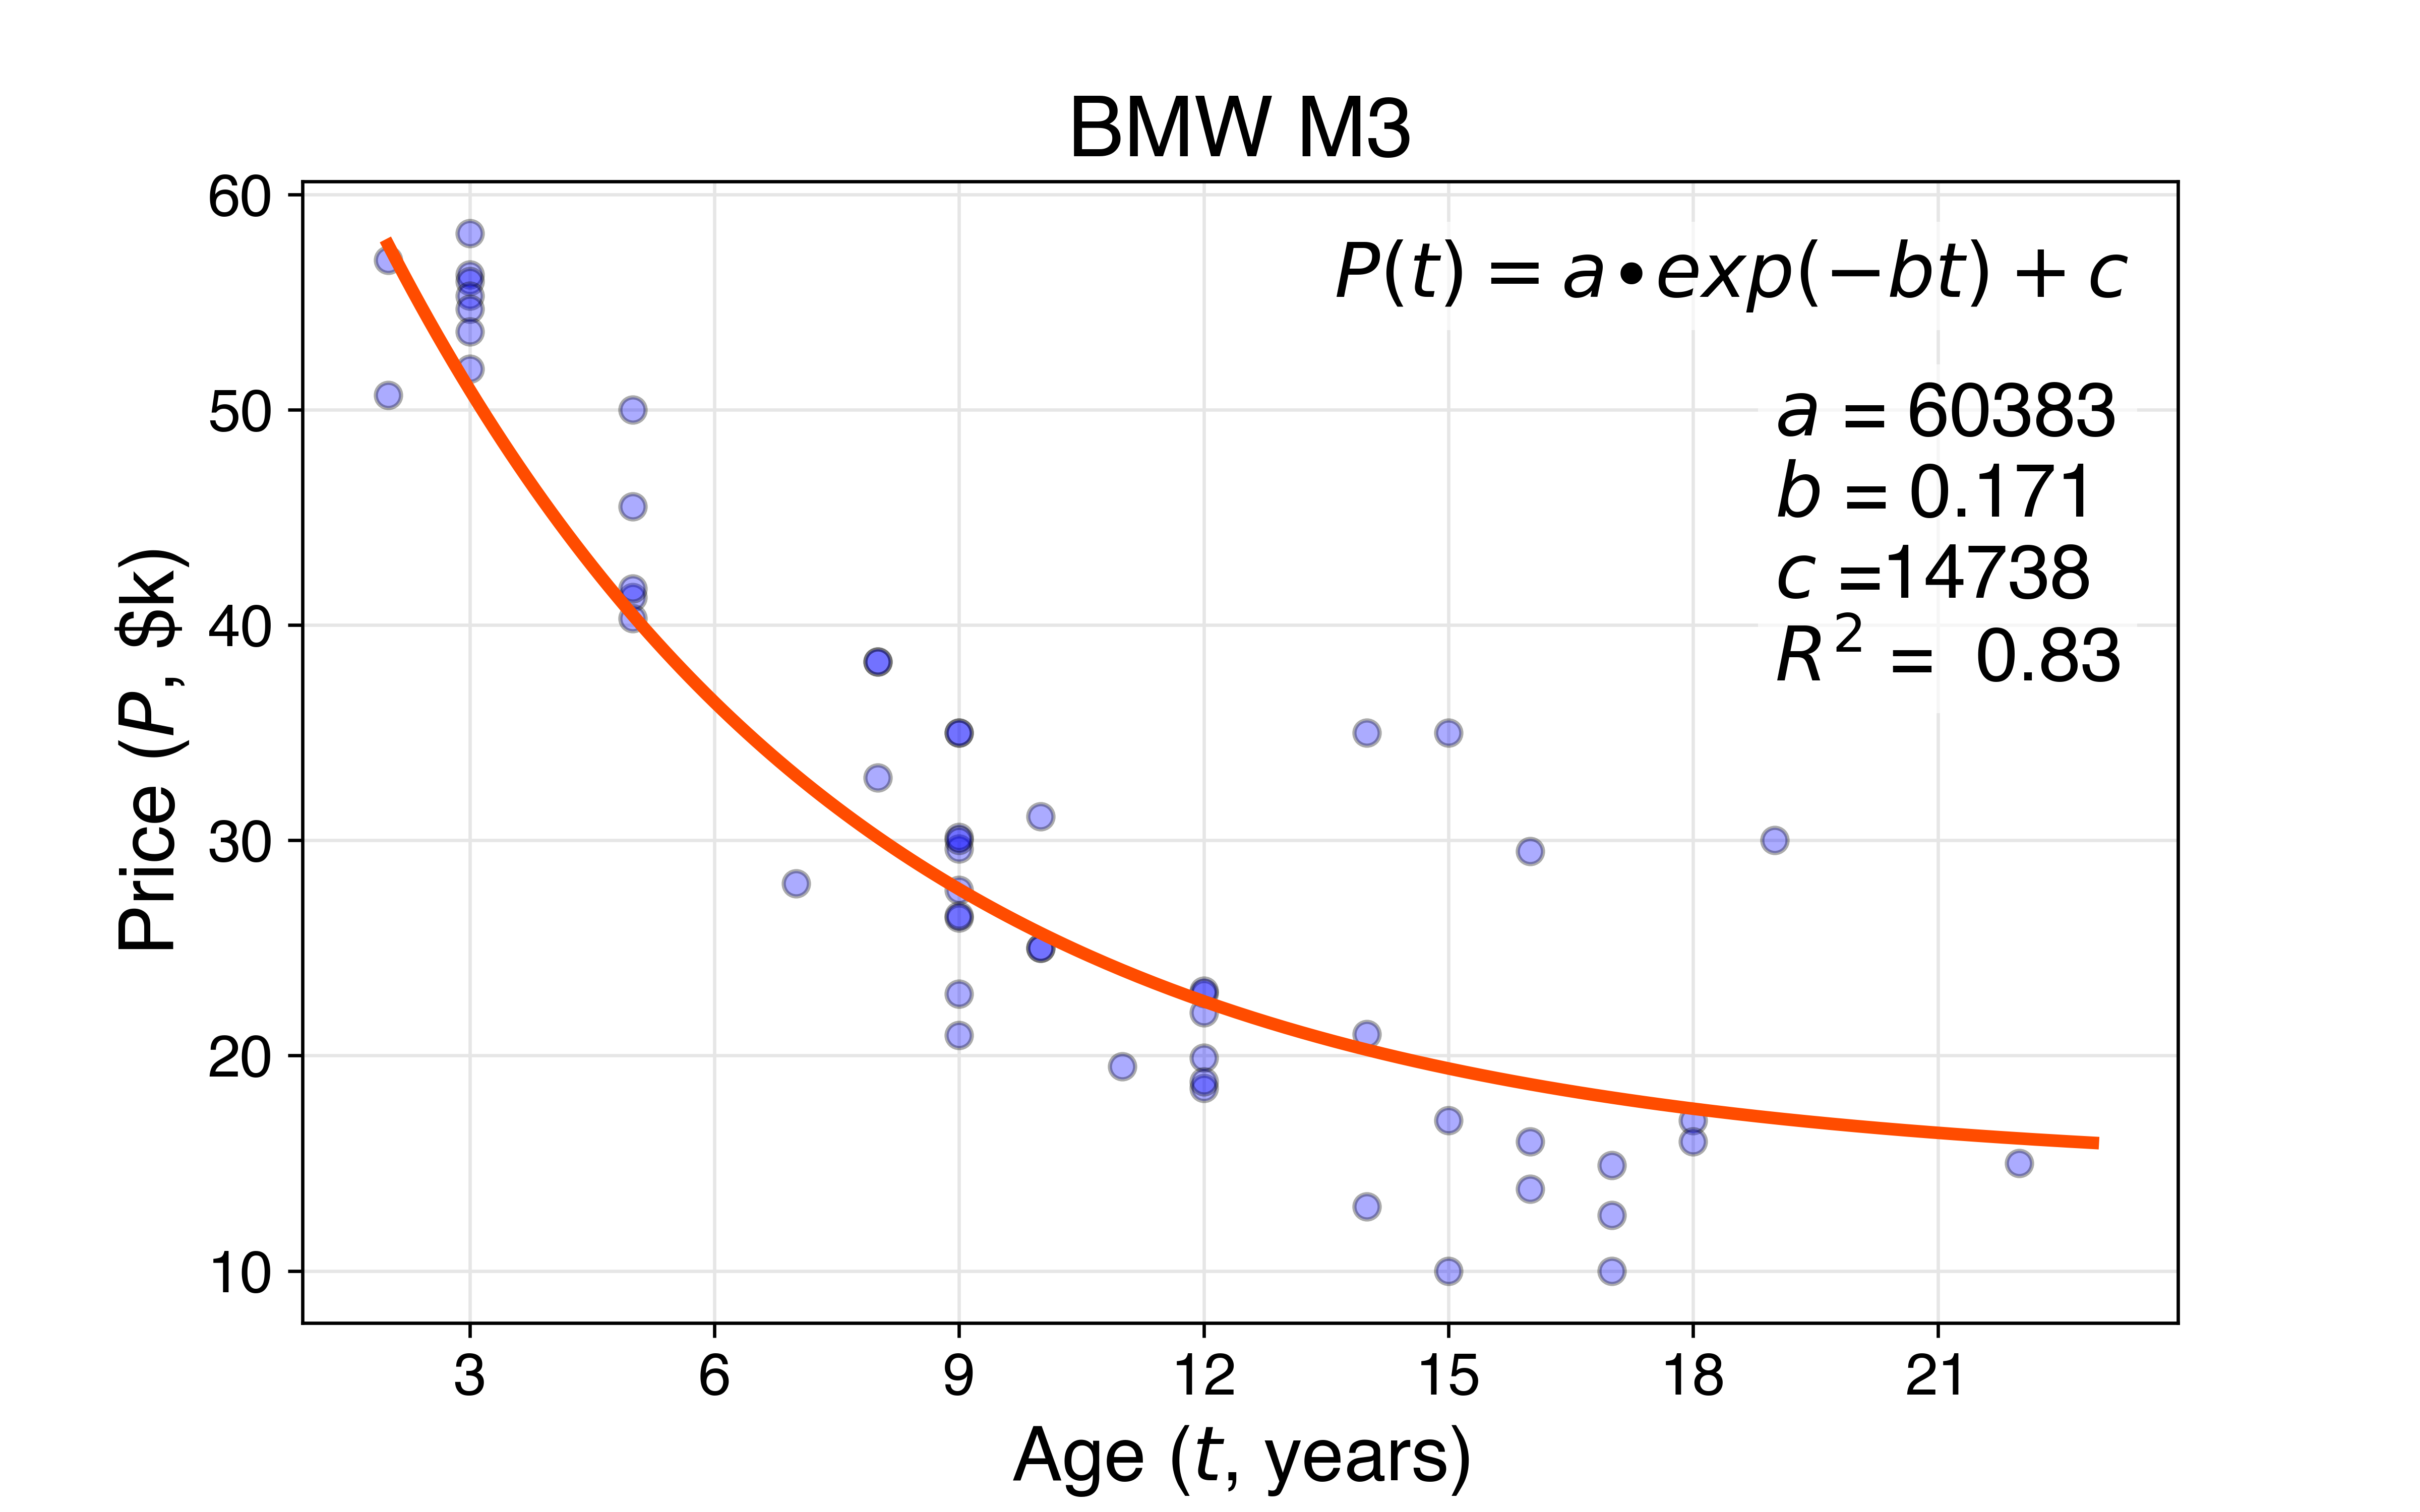 BMW M3
P(t) = a•exp(−bt) + c
a = 60383
b = 0.171
c =14738
R² = 0.83
Price (P, $k)
60
50
40
30
20
10
3 6 9 12 15 18 21
Age (t, years)